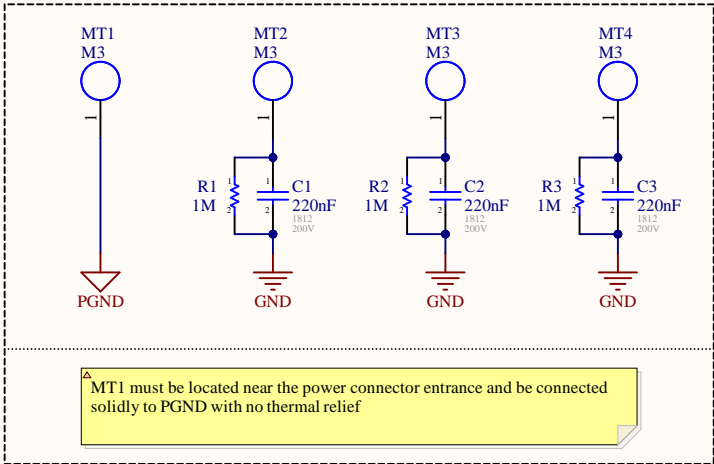 MT1
M3
1
PGND
MT2
M3
1
R1
1M
1
2
1
2
C1
220nF
1812
200V
GND
MT3
M3
1
R2
1M
1
2
1
2
C2
220nF
1812
200V
GND
MT4
M3
1
R3
1M
1
2
1
2
C3
220nF
1812
200V
GND
MT1 must be located near the power connector entrance and be connected
solidly to PGND with no thermal relief